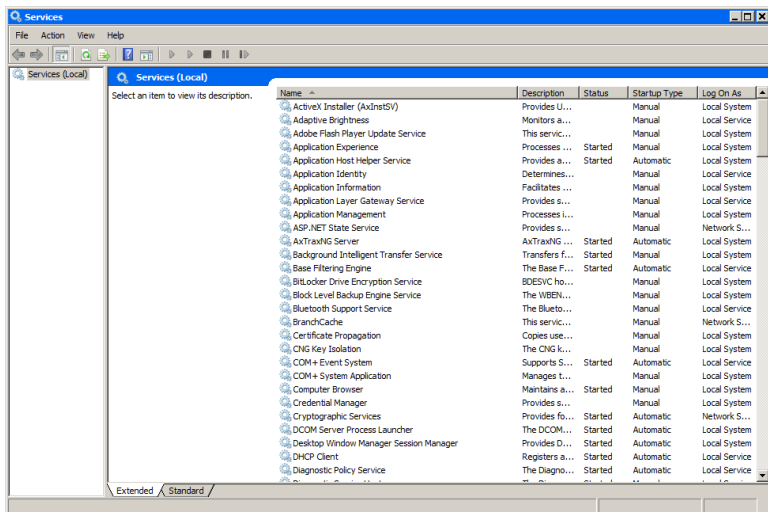 Services
File Action View Help
Services (Local)
Services (Local)
Select an item to view its description.
Name Description Status Startup Type Log On As
ActiveX Installer (AxInstSV) Provides U... Manual Local System
Adaptive Brightness Monitors a... Manual Local Service
Adobe Flash Player Update Service This servic... Manual Local System
Application Experience Processes ... Started Manual Local System
Application Host Helper Service Provides a... Started Automatic Local System
Application Identity Determines... Manual Local Service
Application Information Facilitates ... Manual Local System
Application Layer Gateway Service Provides s... Manual Local Service
Application Management Processes i... Manual Local System
ASP.NET State Service Provides s... Manual Network S...
AxTraxNG Server AxTraxNG ... Started Automatic Local System
Background Intelligent Transfer Service Transfers f... Started Manual Local System
Base Filtering Engine The Base F... Started Automatic Local Service
BitLocker Drive Encryption Service BDESVC ho... Manual Local System
Block Level Backup Engine Service The WBEN... Manual Local System
Bluetooth Support Service The Blueto... Manual Local Service
BranchCache This servic... Manual Network S...
Certificate Propagation Copies use... Manual Local System
CNG Key Isolation The CNG k... Manual Local System
COM+ Event System Supports S... Started Automatic Local Service
COM+ System Application Manages t... Manual Local System
Computer Browser Maintains a... Started Manual Local System
Credential Manager Provides s... Manual Local System
Cryptographic Services Provides fo... Started Automatic Network S...
DCOM Server Process Launcher The DCOM... Started Automatic Local System
Desktop Window Manager Session Manager Provides D... Started Automatic Local System
DHCP Client Registers a... Started Automatic Local Service
Diagnostic Policy Service The Diagno... Started Automatic Local Service
Extended Standard